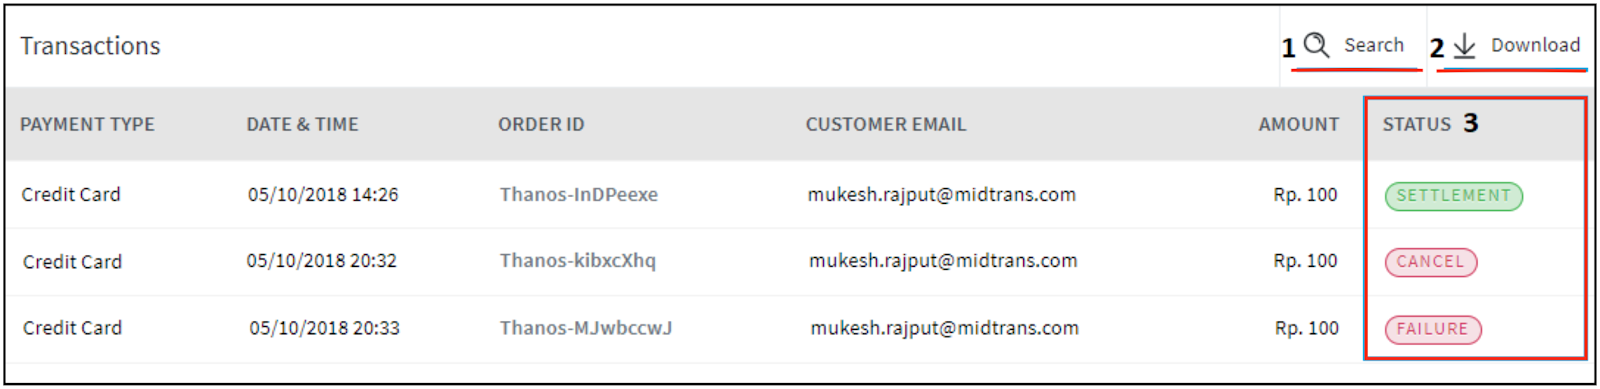 Transactions 1 Search 2 Download
PAYMENT TYPE DATE & TIME ORDER ID CUSTOMER EMAIL AMOUNT STATUS 3
Credit Card 05/10/2018 14:26 Thanos-InDPeexe mukesh.rajput@midtrans.com Rp. 100 SETTLEMENT
Credit Card 05/10/2018 20:32 Thanos-kibxcXhq mukesh.rajput@midtrans.com Rp. 100 CANCEL
Credit Card 05/10/2018 20:33 Thanos-MJwbccwJ mukesh.rajput@midtrans.com Rp. 100 FAILURE